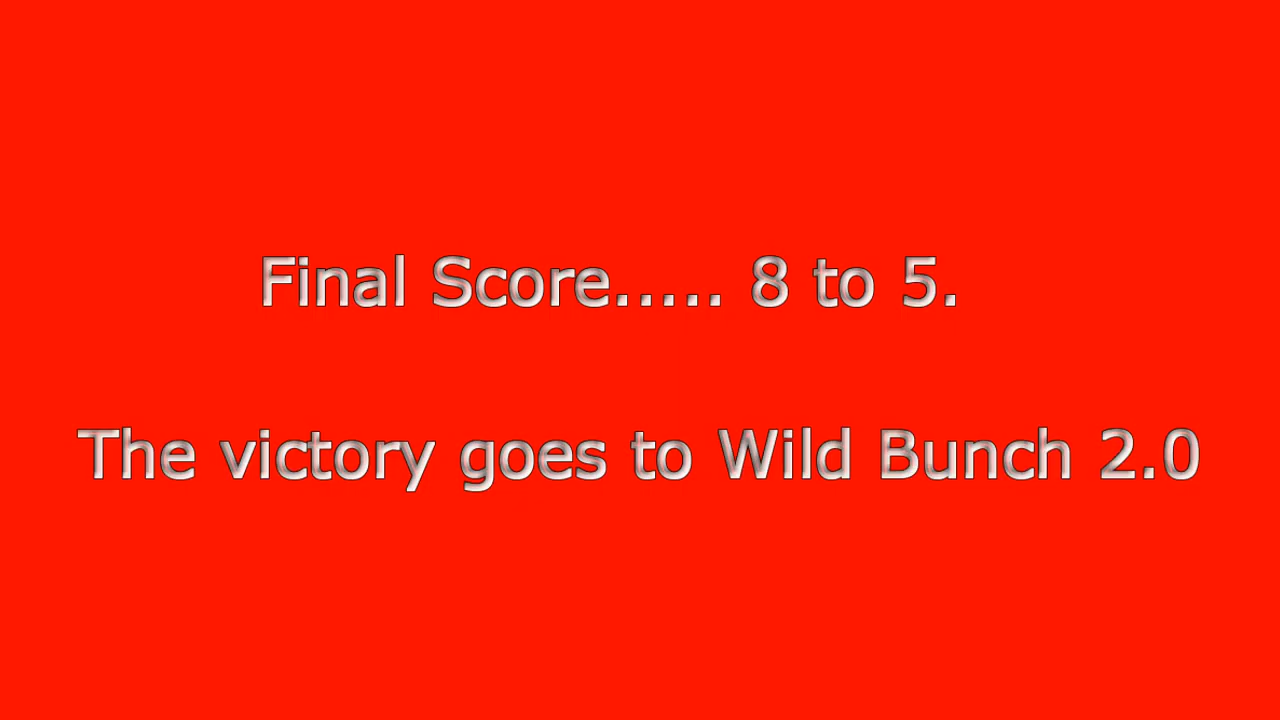 Final Score..... 8 to 5.
The victory goes to Wild Bunch 2.0